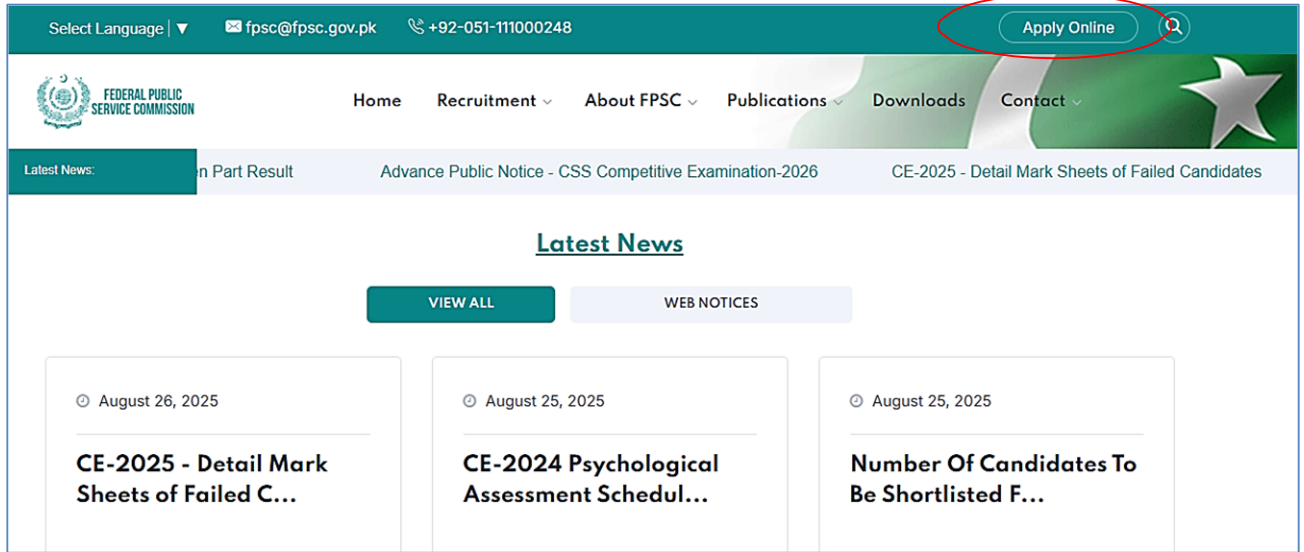 Select Language ▼ fpsc@fpsc.gov.pk +92-051-111000248 Apply Online
FEDERAL PUBLIC
SERVICE COMMISSION
Home Recruitment About FPSC Publications Downloads Contact
Latest News: n Part Result Advance Public Notice - CSS Competitive Examination-2026 CE-2025 - Detail Mark Sheets of Failed Candidates
Latest News
VIEW ALL WEB NOTICES
August 26, 2025
CE-2025 - Detail Mark
Sheets of Failed C...
August 25, 2025
CE-2024 Psychological
Assessment Schedul...
August 25, 2025
Number Of Candidates To
Be Shortlisted F...